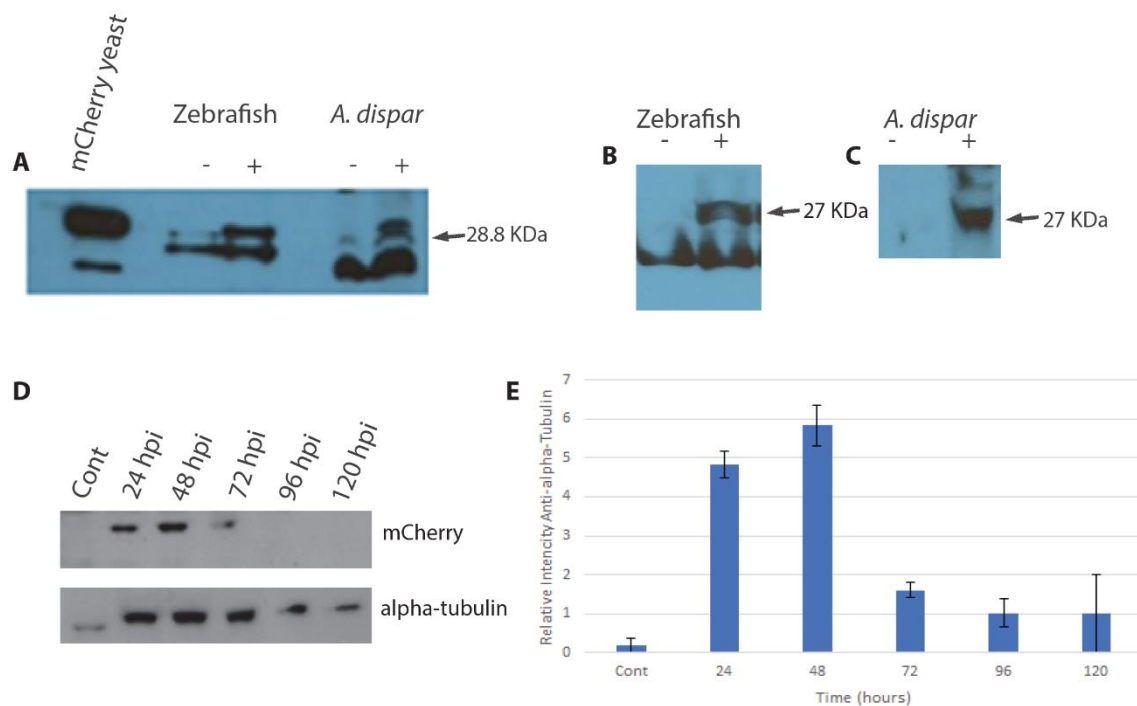 mCherry yeast
Zebrafish
A. dispar
A
-
+
-
+
28.8 KDa
Zebrafish
B
-
+
27 KDa
A. dispar
C
-
+
27 KDa
D
Cont
24 hpi
48 hpi
72 hpi
96 hpi
120 hpi
mCherry
alpha-tubulin
E
Relative Intencity Anti-alpha-Tubulin
7
6
5
4
3
2
1
0
Cont
24
48
72
96
120
Time (hours)